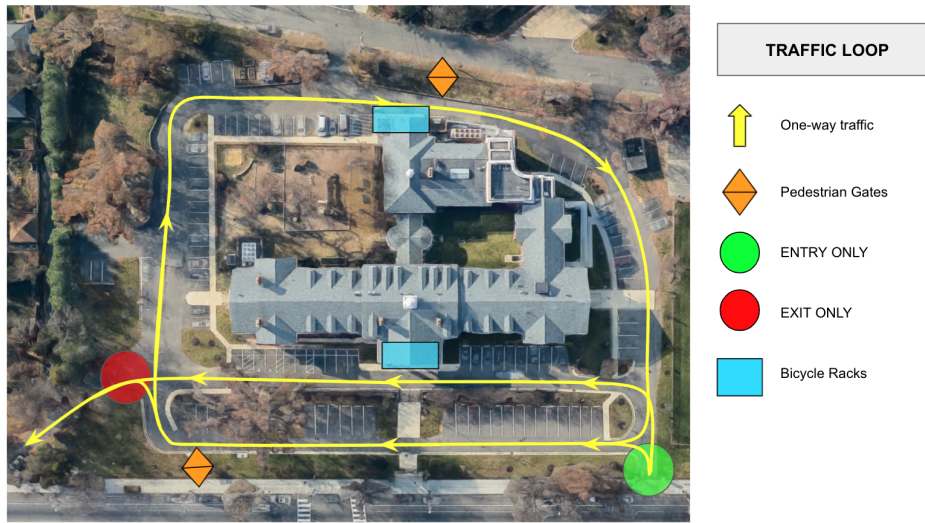 TRAFFIC LOOP
One-way traffic
Pedestrian Gates
ENTRY ONLY
EXIT ONLY
Bicycle Racks